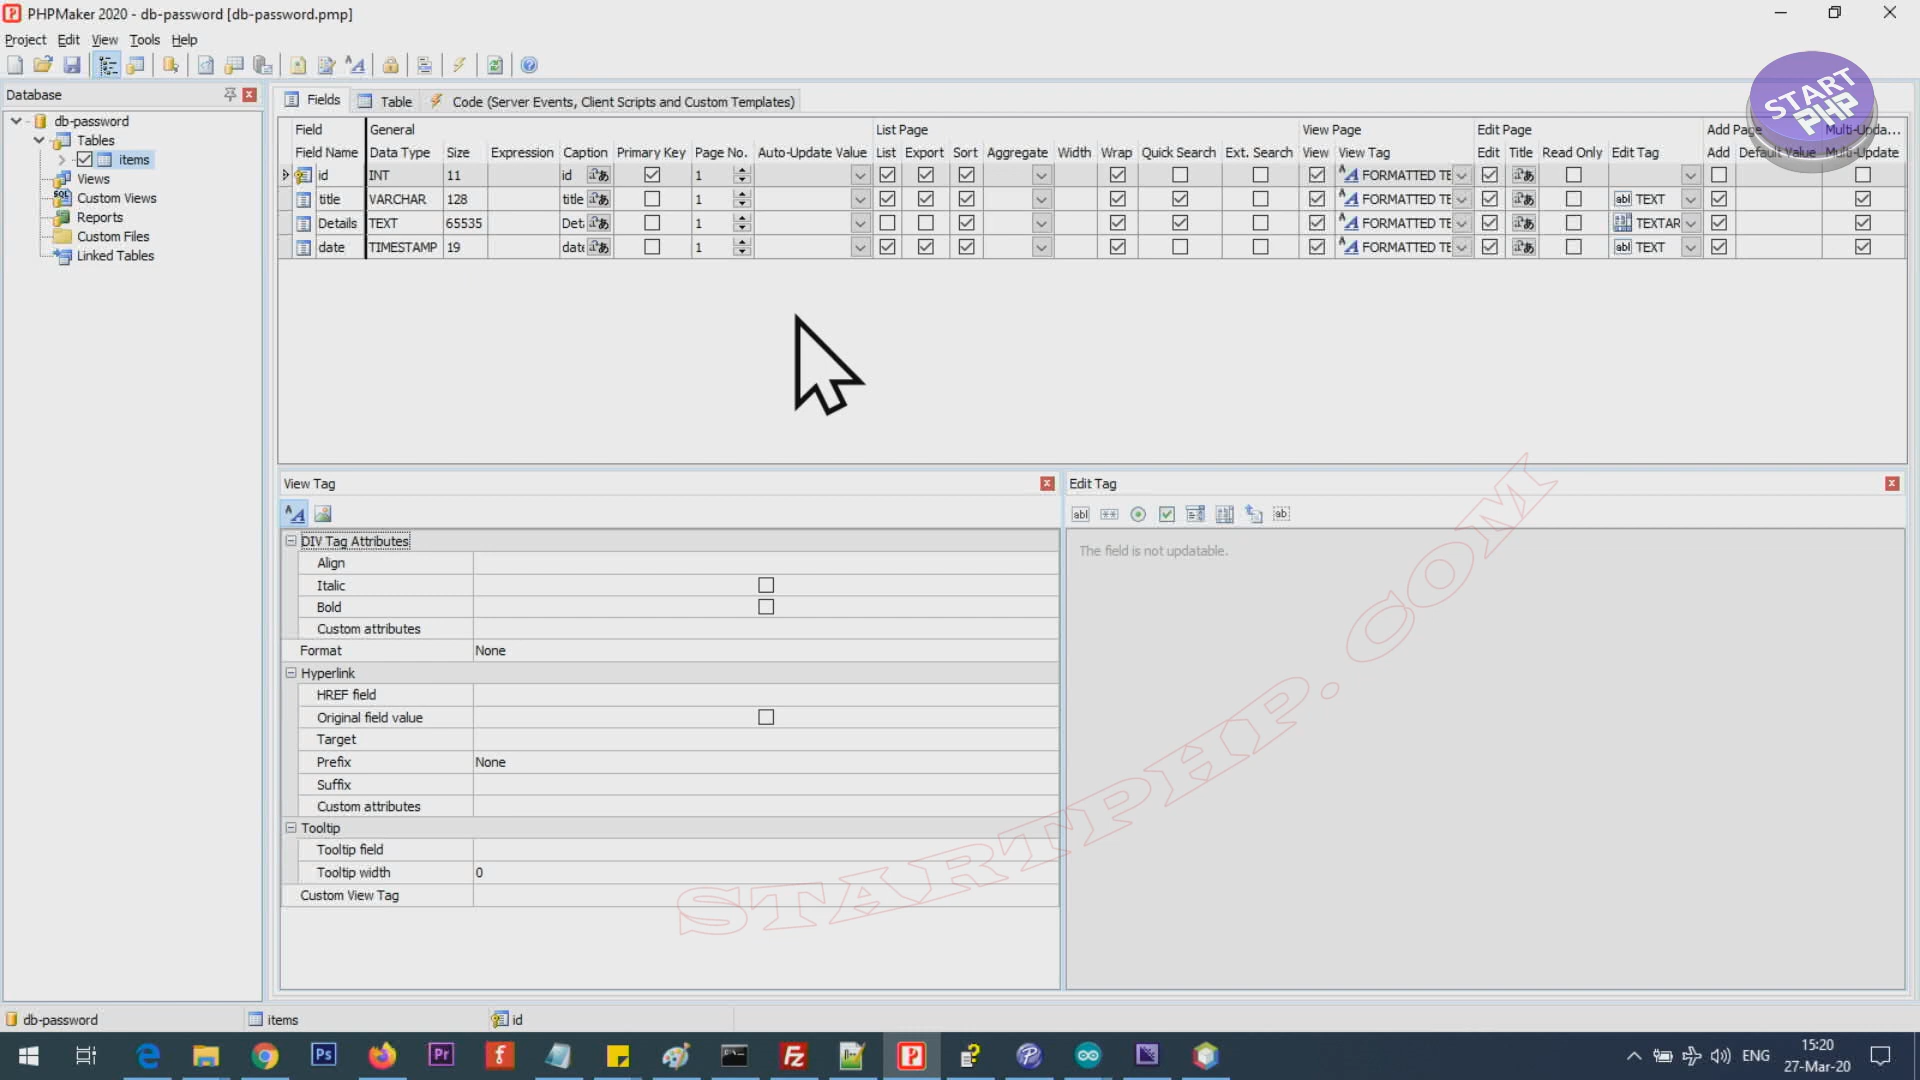 PHPMaker 2020 - db-password [db-password.pmp]
Project Edit View Tools Help
START PHP
Database
db-password
Tables
items
Views
Custom Views
Reports
Custom Files
Linked Tables
Fields Table Code (Server Events, Client Scripts and Custom Templates)
Field General List Page View Page Edit Page Add Page Multi-Upda...
Field Name Data Type Size Expression Caption Primary Key Page No. Auto-Update Value List Export Sort Aggregate Width Wrap Quick Search Ext. Search View View Tag Edit Title Read Only Edit Tag Add Default Value Multi-Update
id INT 11 id 1 FORMATTED TE
title VARCHAR 128 title 1 FORMATTED TE TEXT
Details TEXT 65535 Det 1 FORMATTED TE TEXTAR
date TIMESTAMP 19 date 1 FORMATTED TE TEXT
View Tag
Edit Tag
The field is not updatable.
DIV Tag Attributes
Align
Italic
Bold
Custom attributes
Format None
Hyperlink
HREF field
Original field value
Target
Prefix None
Suffix
Custom attributes
Tooltip
Tooltip field
Tooltip width 0
Custom View Tag
STARTPHP.COM
db-password items id
ENG 15:20
27-Mar-20